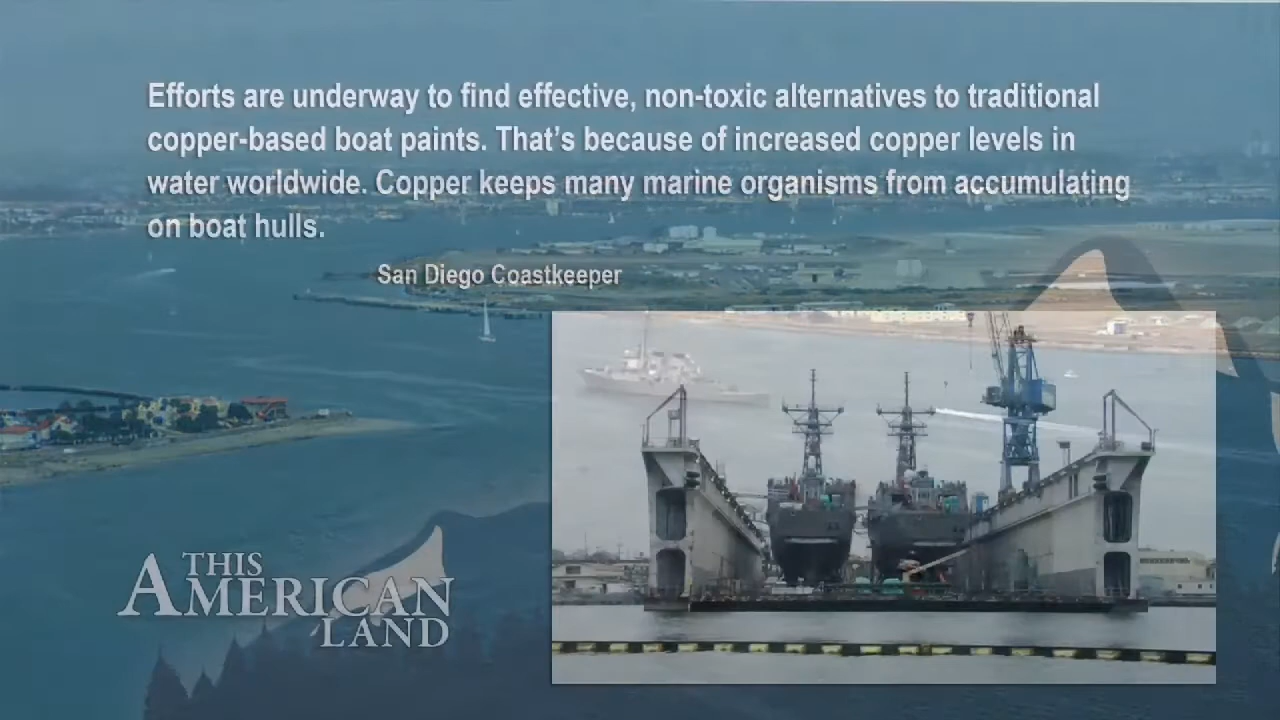 Efforts are underway to find effective, non-toxic alternatives to traditional
copper-based boat paints. That's because of increased copper levels in
water worldwide. Copper keeps many marine organisms from accumulating
on boat hulls.
San Diego Coastkeeper
THIS
AMERICAN
LAND